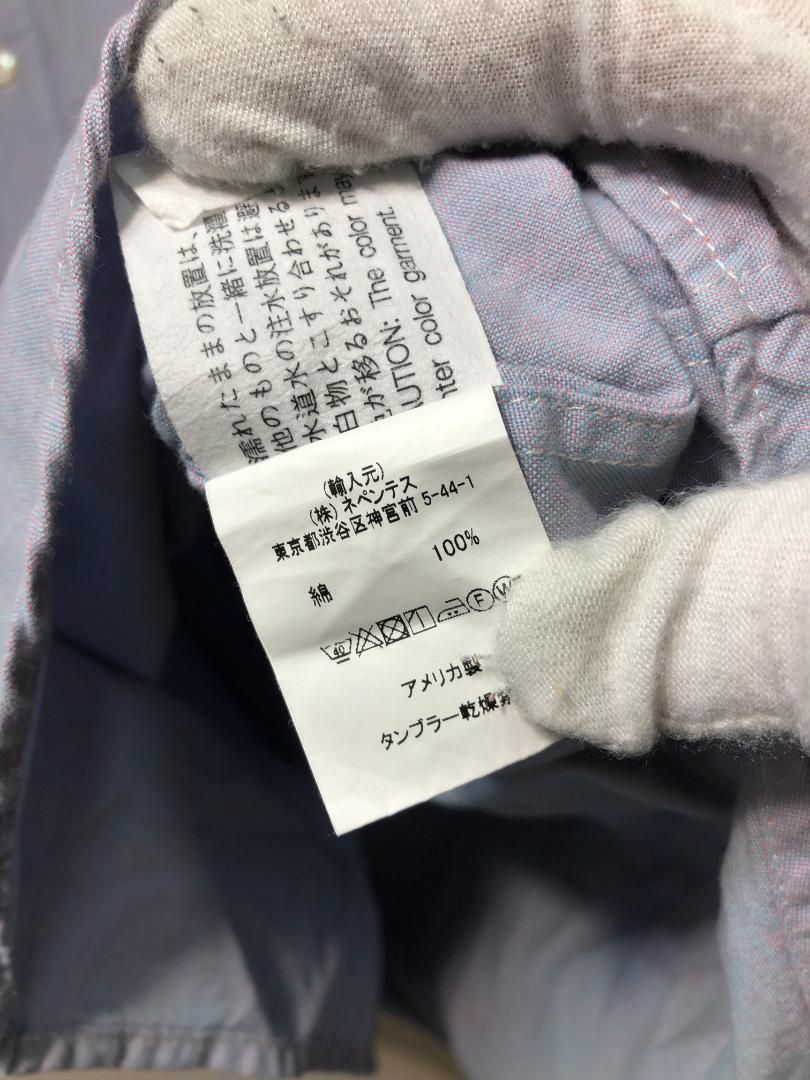 濡れたままの放置は、
他のものと一緒に洗濯
水道水の注水放置は避
白物とこすり合わせる
が移るおそれがありま
The color may
color garment.
(輸入元)
(株)ネペンテス
東京都渋谷区神宮前 5-44-1
綿 100%
40 F W
アメリカ製
タンブラー乾燥